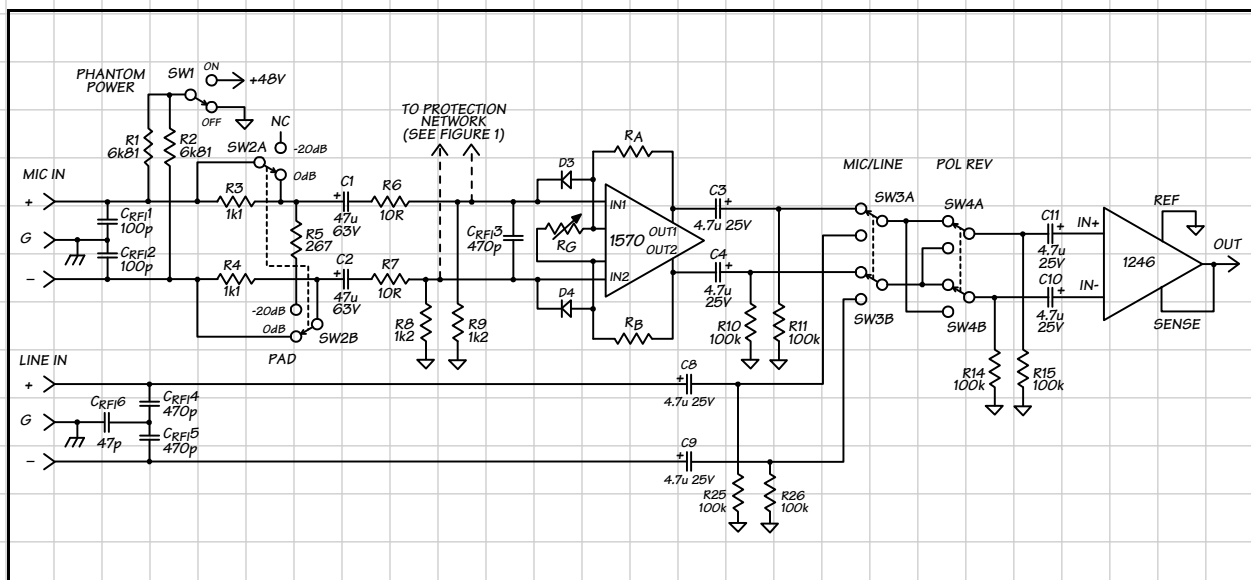 PHANTOM
POWER
SW1
ON
+48V
OFF
R1
6k81
R2
6k81
NC
SW2A
-20dB
0dB
MIC IN
+
G
−
CRFI1
100p
CRFI2
100p
R3
1k1
R4
1k1
R5
267
C1
+
47u
63V
R6
10R
C2
+
47u
63V
R7
10R
-20dB
0dB
SW2B
PAD
TO PROTECTION
NETWORK
(SEE FIGURE 1)
R8
1k2
R9
1k2
CRFI3
470p
D3
D4
RA
RG
RB
IN1
1570
OUT1
OUT2
IN2
C3
+
4.7u 25V
C4
+
4.7u
25V
R10
100k
R11
100k
MIC/LINE
SW3A
SW3B
POL REV
SW4A
SW4B
R14
100k
R15
100k
C11
+
4.7u
25V
C10
+
4.7u
25V
IN+
IN-
1246
REF
OUT
SENSE
LINE IN
+
G
−
CRFI6
47p
CRFI4
470p
CRFI5
470p
C8
+
4.7u 25V
C9
+
4.7u 25V
R25
100k
R26
100k